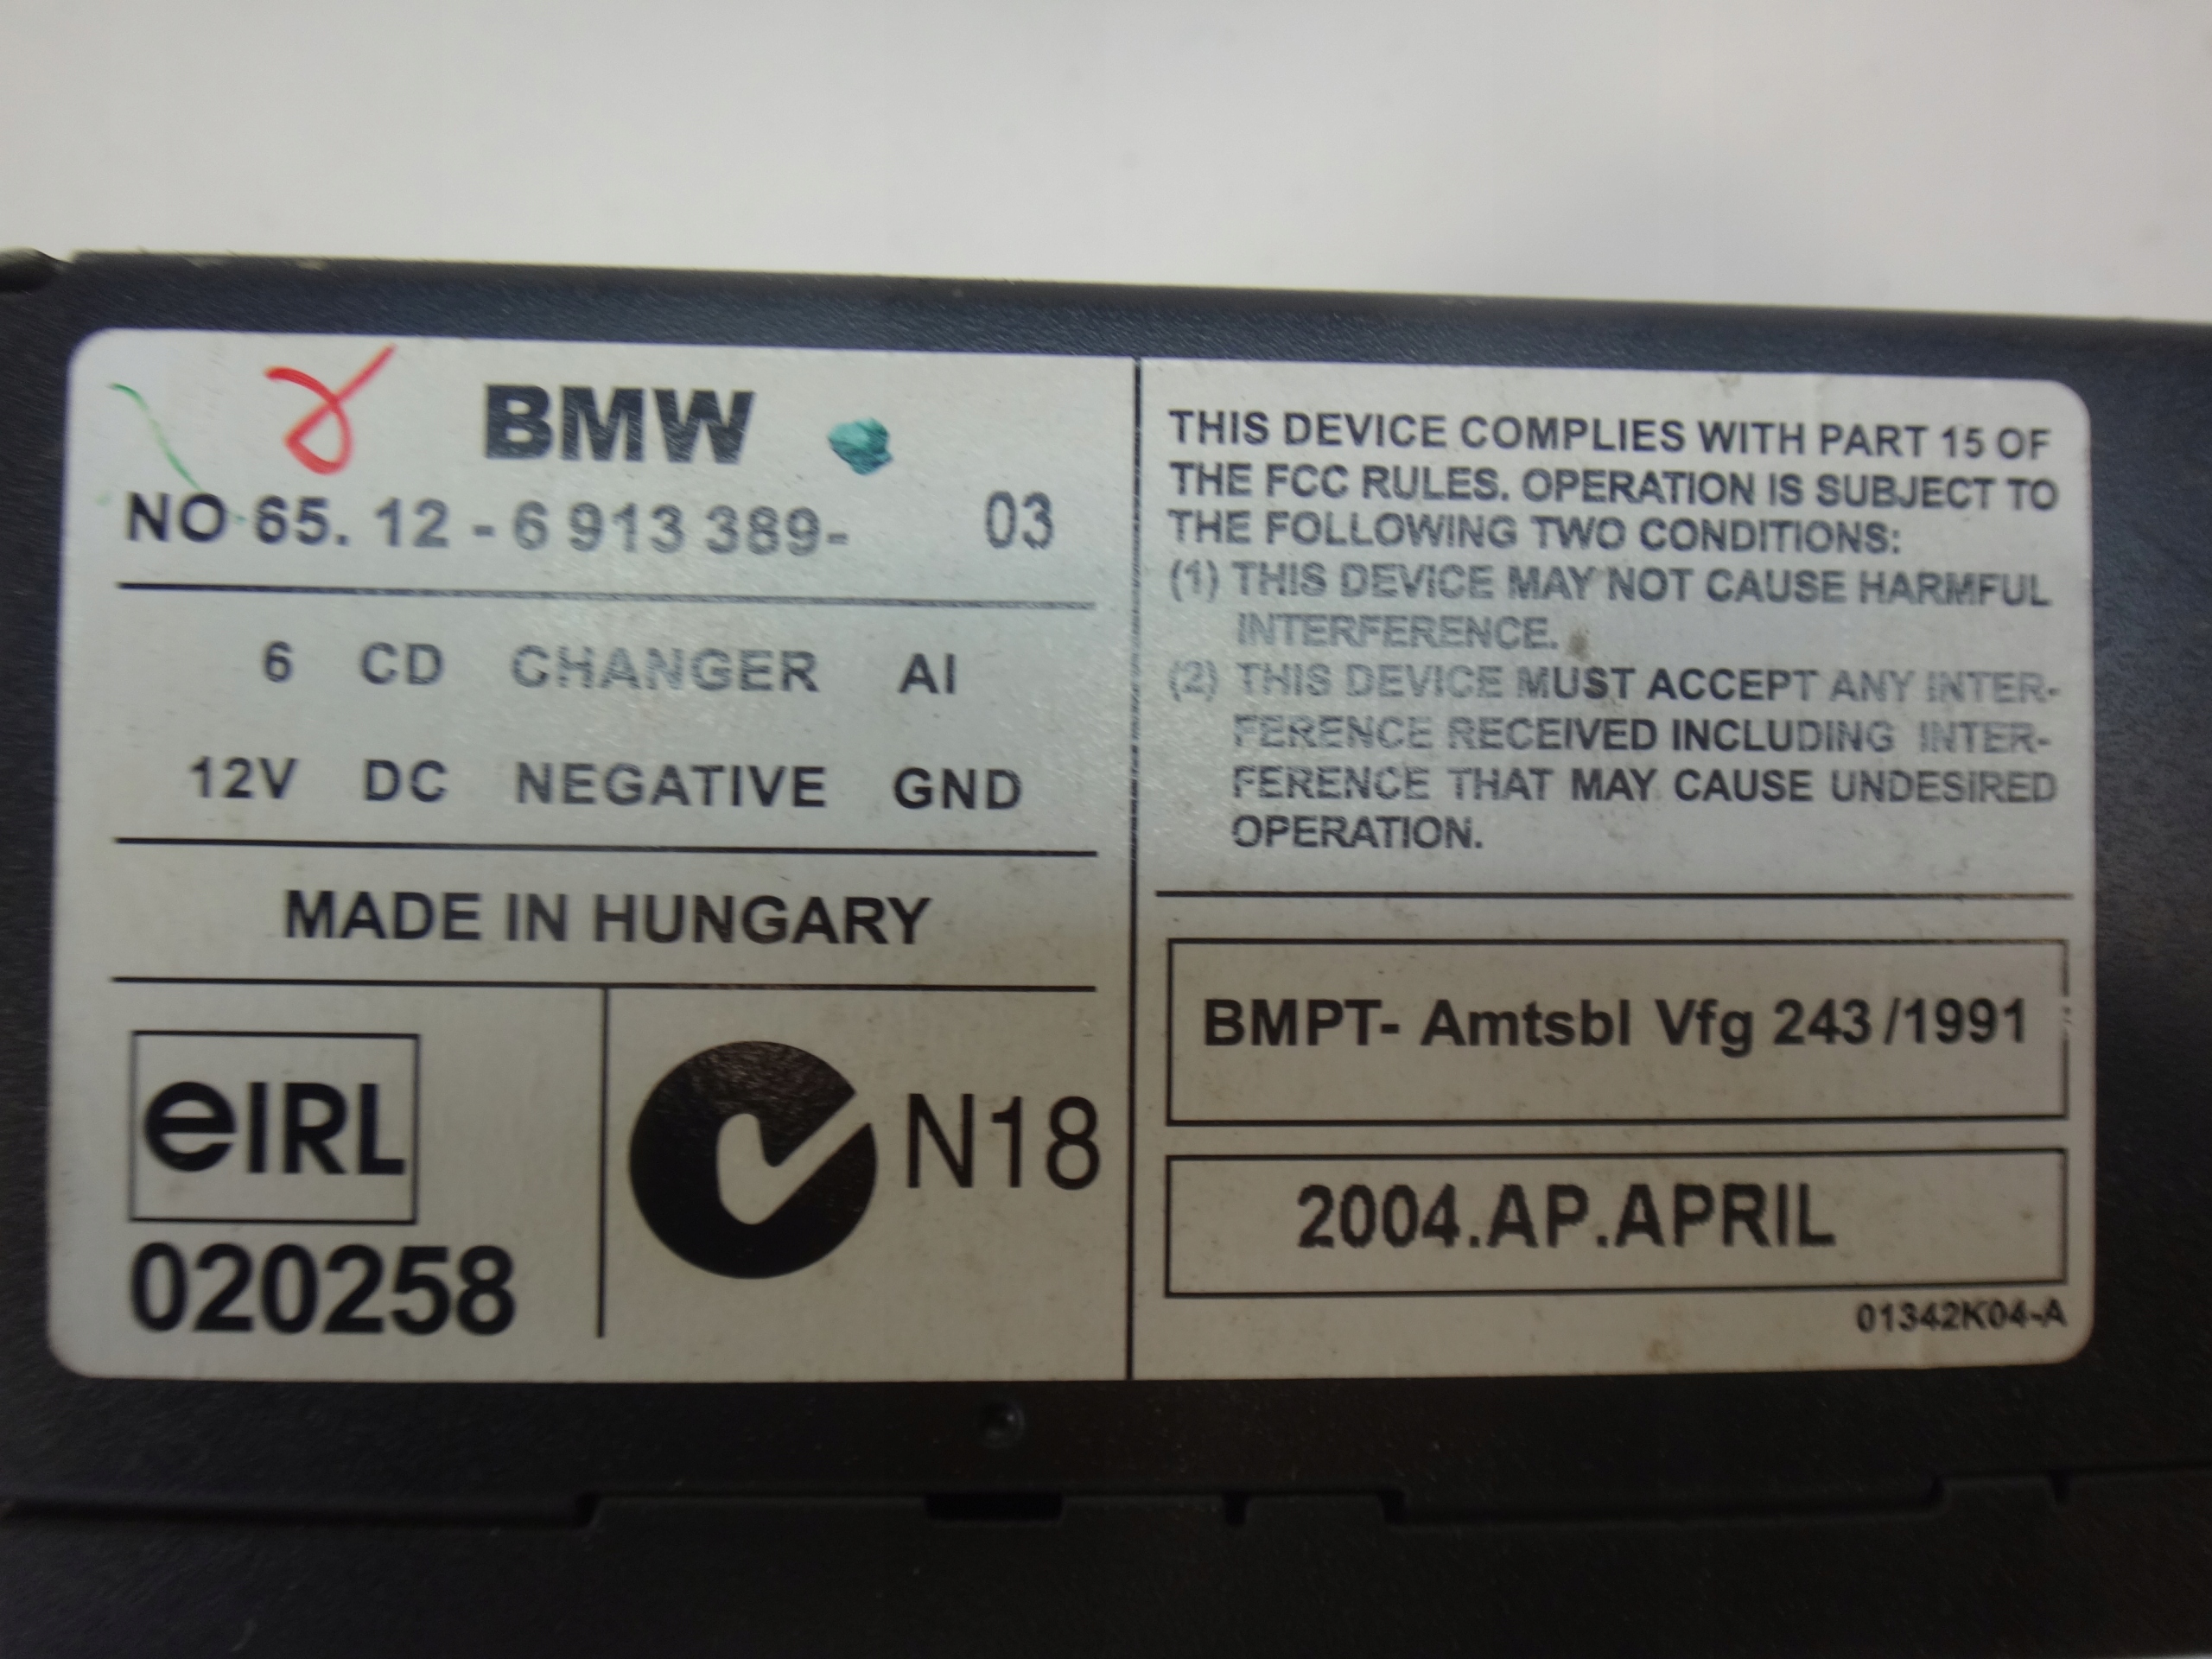 BMW
NO 65. 12 - 6 913 389- 03
6 CD CHANGER AI
12V DC NEGATIVE GND
MADE IN HUNGARY
eIRL
020258
N18
THIS DEVICE COMPLIES WITH PART 15 OF
THE FCC RULES. OPERATION IS SUBJECT TO
THE FOLLOWING TWO CONDITIONS:
(1) THIS DEVICE MAY NOT CAUSE HARMFUL
INTERFERENCE.
(2) THIS DEVICE MUST ACCEPT ANY INTER-
FERENCE RECEIVED INCLUDING INTER-
FERENCE THAT MAY CAUSE UNDESIRED
OPERATION.
BMPT- Amtsbl Vfg 243 /1991
2004.AP.APRIL
01342K04-A